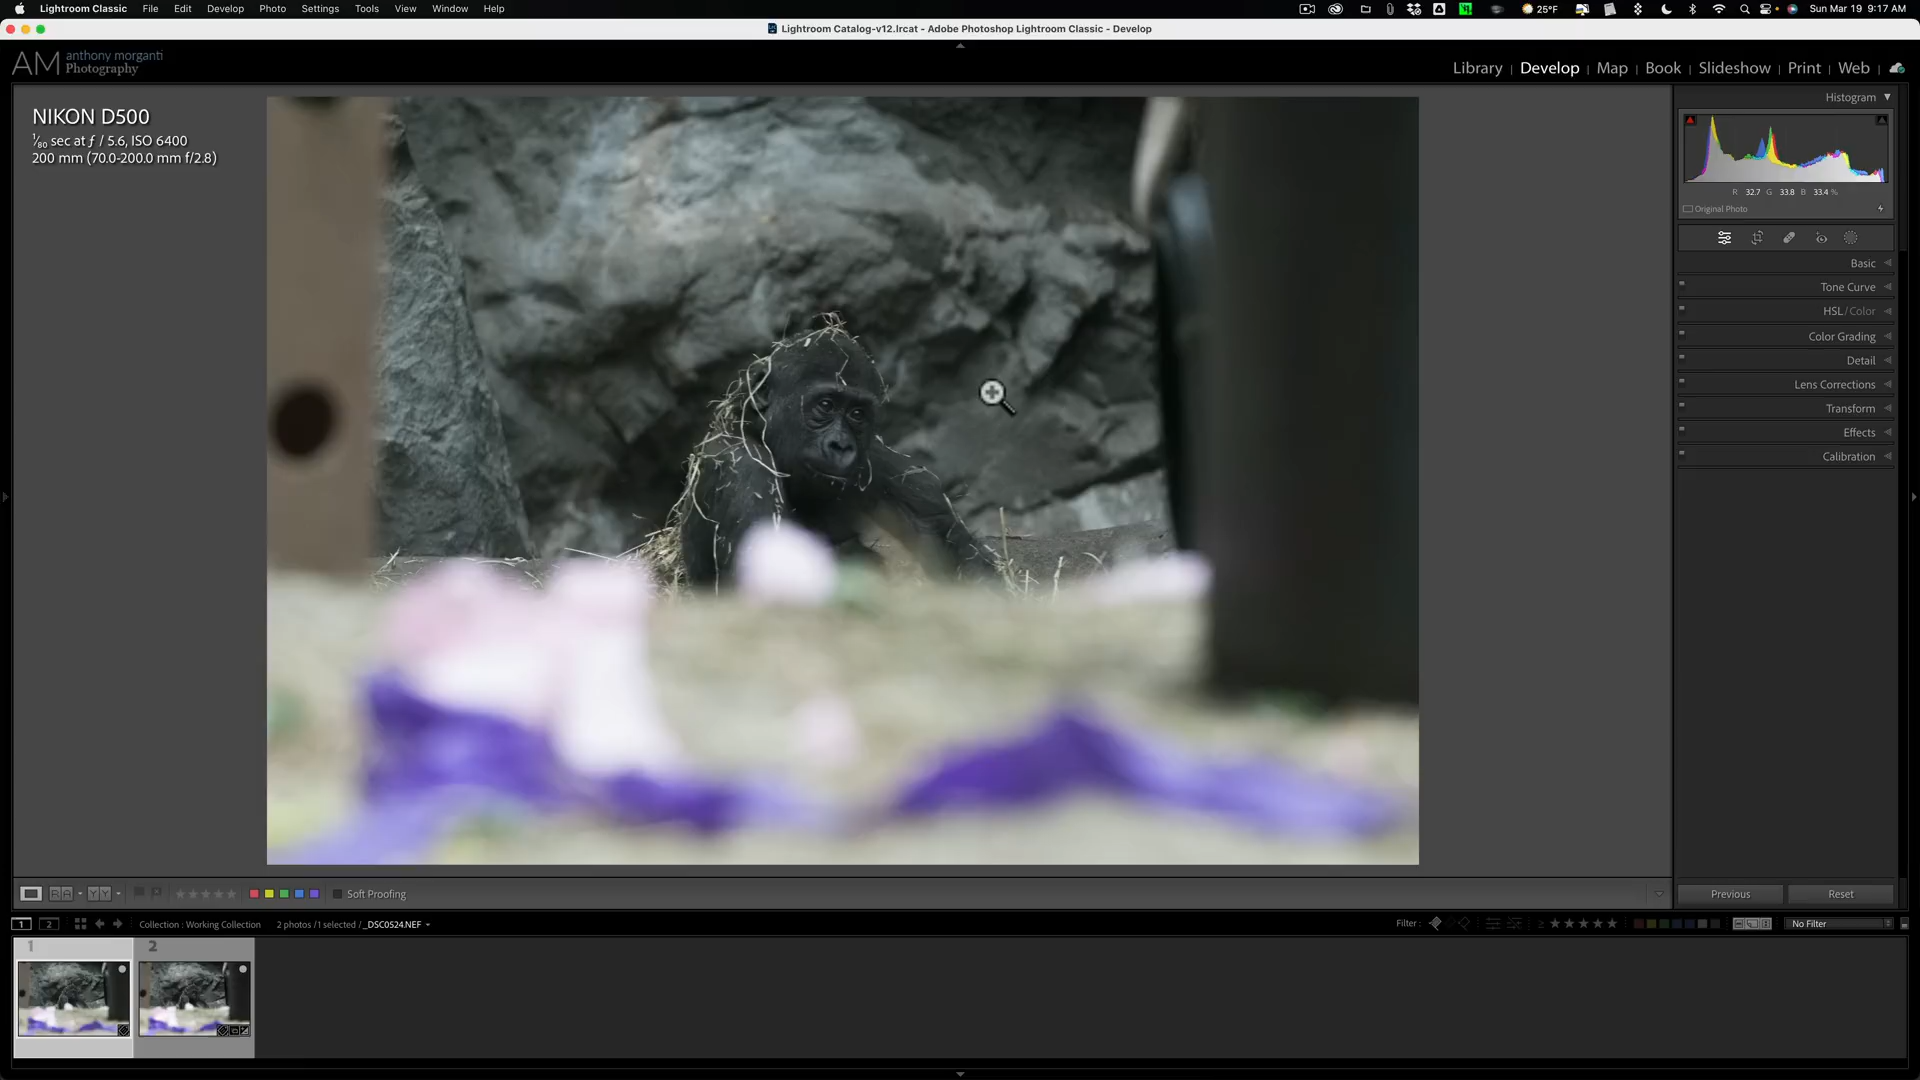 Lightroom Classic File Edit Develop Photo Settings Tools View Window Help 25°F Sun Mar 19 9:17 AM
Lightroom Catalog-v12.lrcat - Adobe Photoshop Lightroom Classic - Develop
AM anthony morganti Photography
Library | Develop | Map | Book | Slideshow | Print | Web
NIKON D500
1/80 sec at ƒ / 5.6, ISO 6400
200 mm (70.0-200.0 mm f/2.8)
Histogram
R 32.7 G 33.8 B 33.4 %
Original Photo
Basic
Tone Curve
HSL / Color
Color Grading
Detail
Lens Corrections
Transform
Effects
Calibration
Soft Proofing
Previous Reset
1 2 Collection : Working Collection 2 photos / 1 selected / _DSC0524.NEF Filter : No Filter
1 2